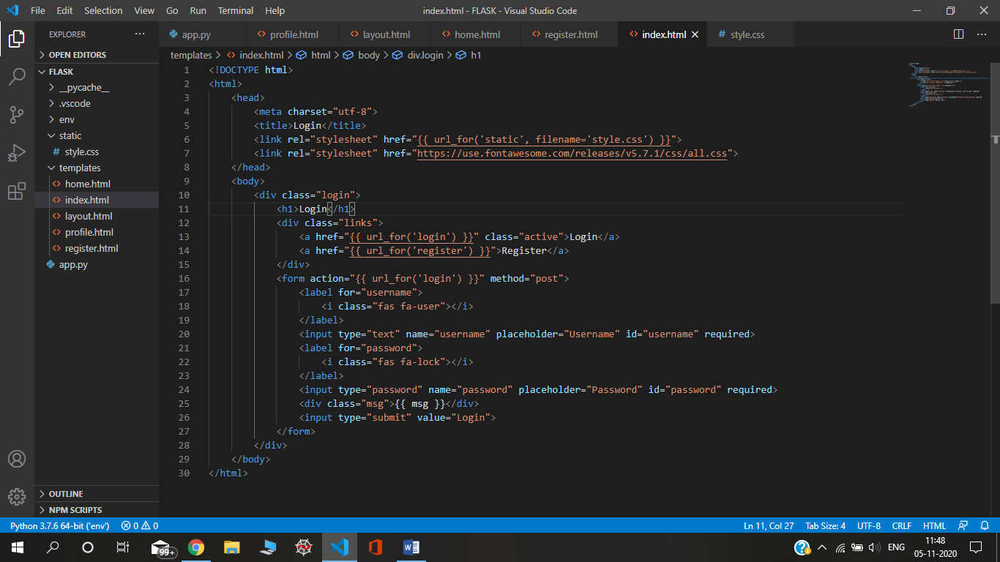 File Edit Selection View Go Run Terminal Help index.html - FLASK - Visual Studio Code
EXPLORER ···
app.py profile.html layout.html home.html register.html index.html style.css
OPEN EDITORS
FLASK
__pycache__
.vscode
env
static
style.css
templates
home.html
index.html
layout.html
profile.html
register.html
app.py
OUTLINE
NPM SCRIPTS
templates > index.html > html > body > div.login > h1
1 <!DOCTYPE html>
2 <html>
3 <head>
4 <meta charset="utf-8">
5 <title>Login</title>
6 <link rel="stylesheet" href="{{ url_for('static', filename='style.css') }}">
7 <link rel="stylesheet" href="https://use.fontawesome.com/releases/v5.7.1/css/all.css">
8 </head>
9 <body>
10 <div class="login">
11 <h1>Login</h1>
12 <div class="links">
13 <a href="{{ url_for('login') }}" class="active">Login</a>
14 <a href="{{ url_for('register') }}">Register</a>
15 </div>
16 <form action="{{ url_for('login') }}" method="post">
17 <label for="username">
18 <i class="fas fa-user"></i>
19 </label>
20 <input type="text" name="username" placeholder="Username" id="username" required>
21 <label for="password">
22 <i class="fas fa-lock"></i>
23 </label>
24 <input type="password" name="password" placeholder="Password" id="password" required>
25 <div class="msg">{{ msg }}</div>
26 <input type="submit" value="Login">
27 </form>
28 </div>
29 </body>
30 </html>
Python 3.7.6 64-bit ('env') 0 0 Ln 11, Col 27 Tab Size: 4 UTF-8 CRLF HTML
99+ ENG 11:48
05-11-2020